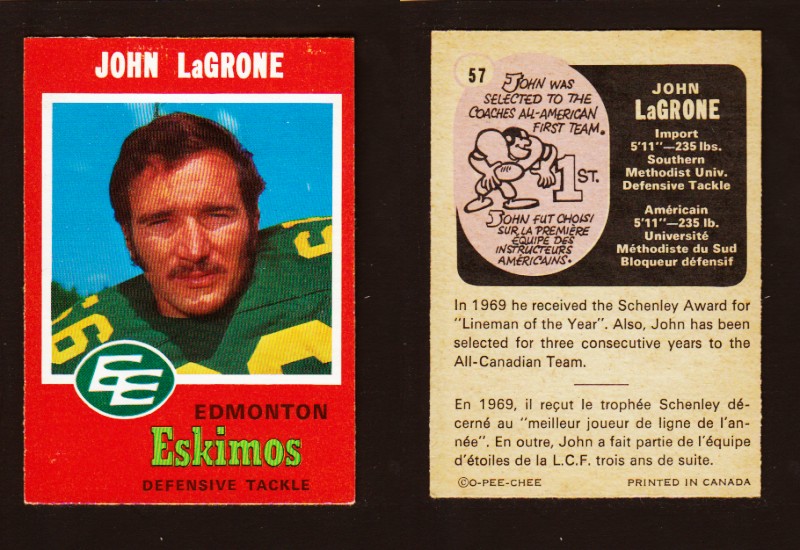 JOHN LaGRONE
EE
EDMONTON
Eskimos
DEFENSIVE TACKLE
57
JOHN WAS
SELECTED TO THE
COACHES ALL-AMERICAN
FIRST TEAM.
1ST.
JOHN FUT CHOISI
SUR LA PREMIÈRE
ÉQUIPE DES
INSTRUCTEURS
AMÉRICAINS.
JOHN
LaGRONE
Import
5'11"—235 lbs.
Southern
Methodist Univ.
Defensive Tackle
Américain
5'11"—235 lb.
Université
Méthodiste du Sud
Bloqueur défensif
In 1969 he received the Schenley Award for
"Lineman of the Year". Also, John has been
selected for three consecutive years to the
All-Canadian Team.
En 1969, il reçut le trophée Schenley dé-
cerné au "meilleur joueur de ligne de l'an-
née". En outre, John a fait partie de l'équipe
d'étoiles de la L.C.F. trois ans de suite.
©O-PEE-CHEE
PRINTED IN CANADA